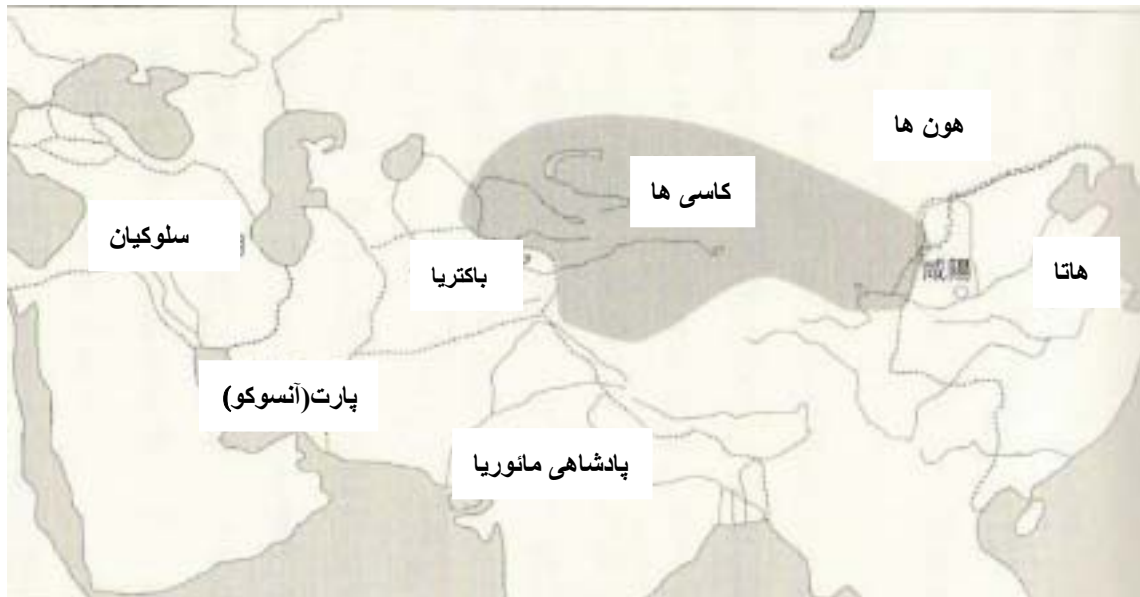 هون ها
کاسی ها
سلوکیان
هاتا
باکتریا
پارت(آنسوکو)
پادشاهی مائوریا
咸陽